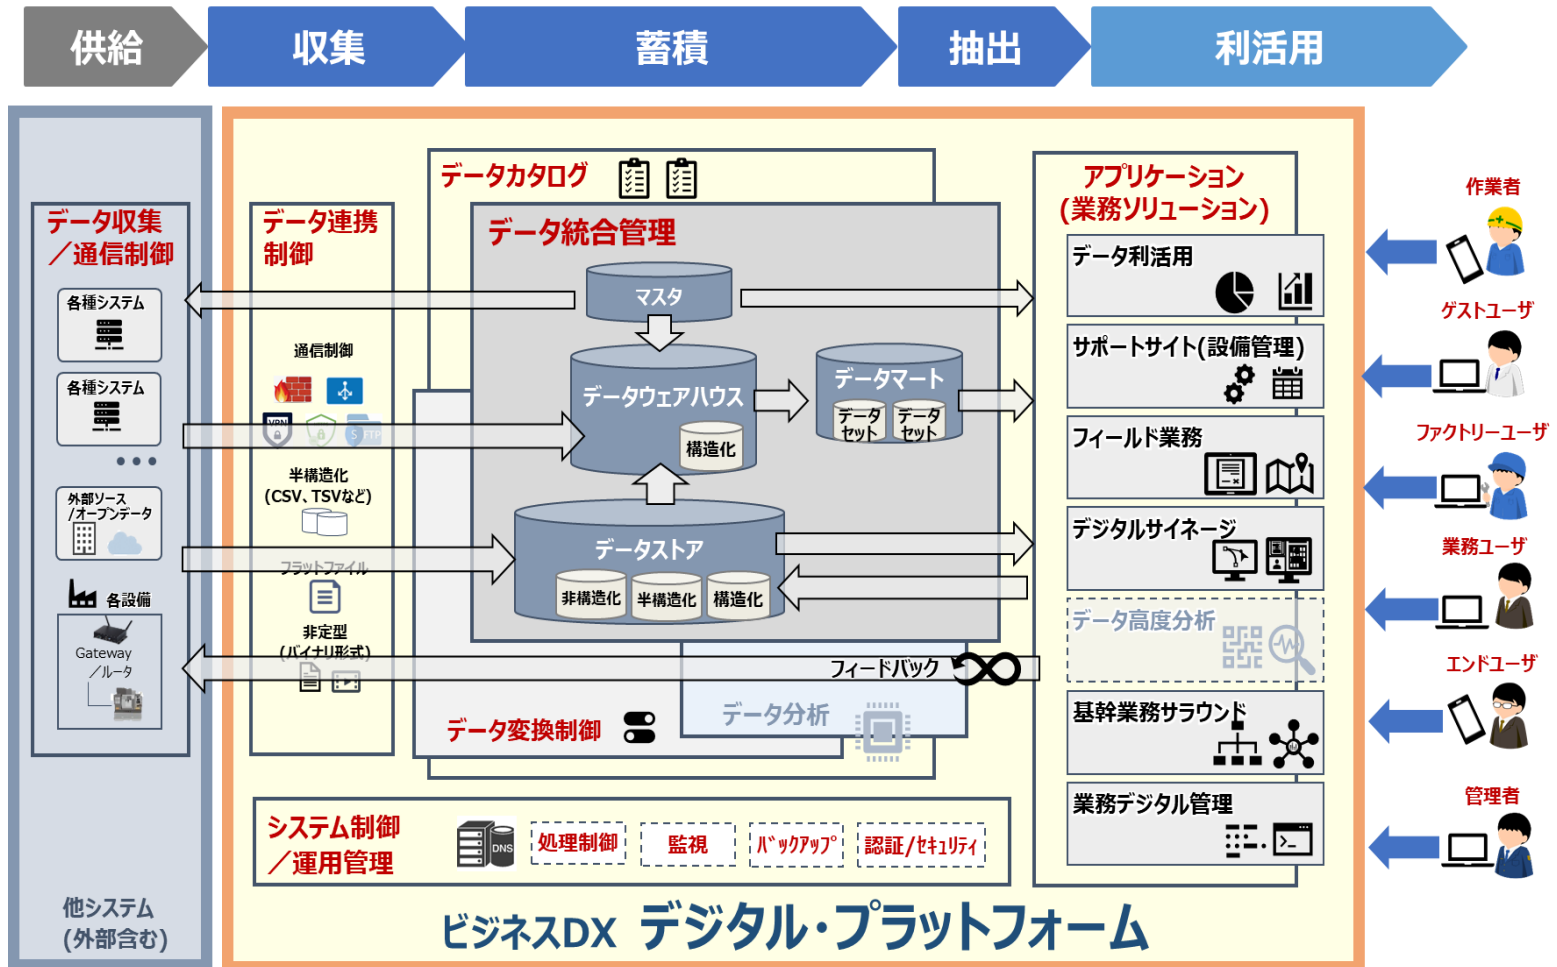 供給
収集
蓄積
抽出
利活用
データ収集
／通信制御
各種システム
各種システム
外部ソース
/オープンデータ
各設備
Gateway
／ルータ
他システム
(外部含む)
データ連携
制御
通信制御
VPN
SFTP
半構造化
(CSV、TSVなど)
フラットファイル
非定型
(バイナリ形式)
データカタログ
データ統合管理
マスタ
データウェアハウス
構造化
データマート
データ
セット
データ
セット
データストア
非構造化
半構造化
構造化
フィードバック
データ分析
データ変換制御
システム制御
／運用管理
DNS
処理制御
監視
バックアップ
認証/セキュリティ
アプリケーション
(業務ソリューション)
データ利活用
サポートサイト(設備管理)
フィールド業務
デジタルサイネージ
データ高度分析
基幹業務サラウンド
業務デジタル管理
作業者
ゲストユーザ
ファクトリーユーザ
業務ユーザ
エンドユーザ
管理者
ビジネスDX デジタル・プラットフォーム